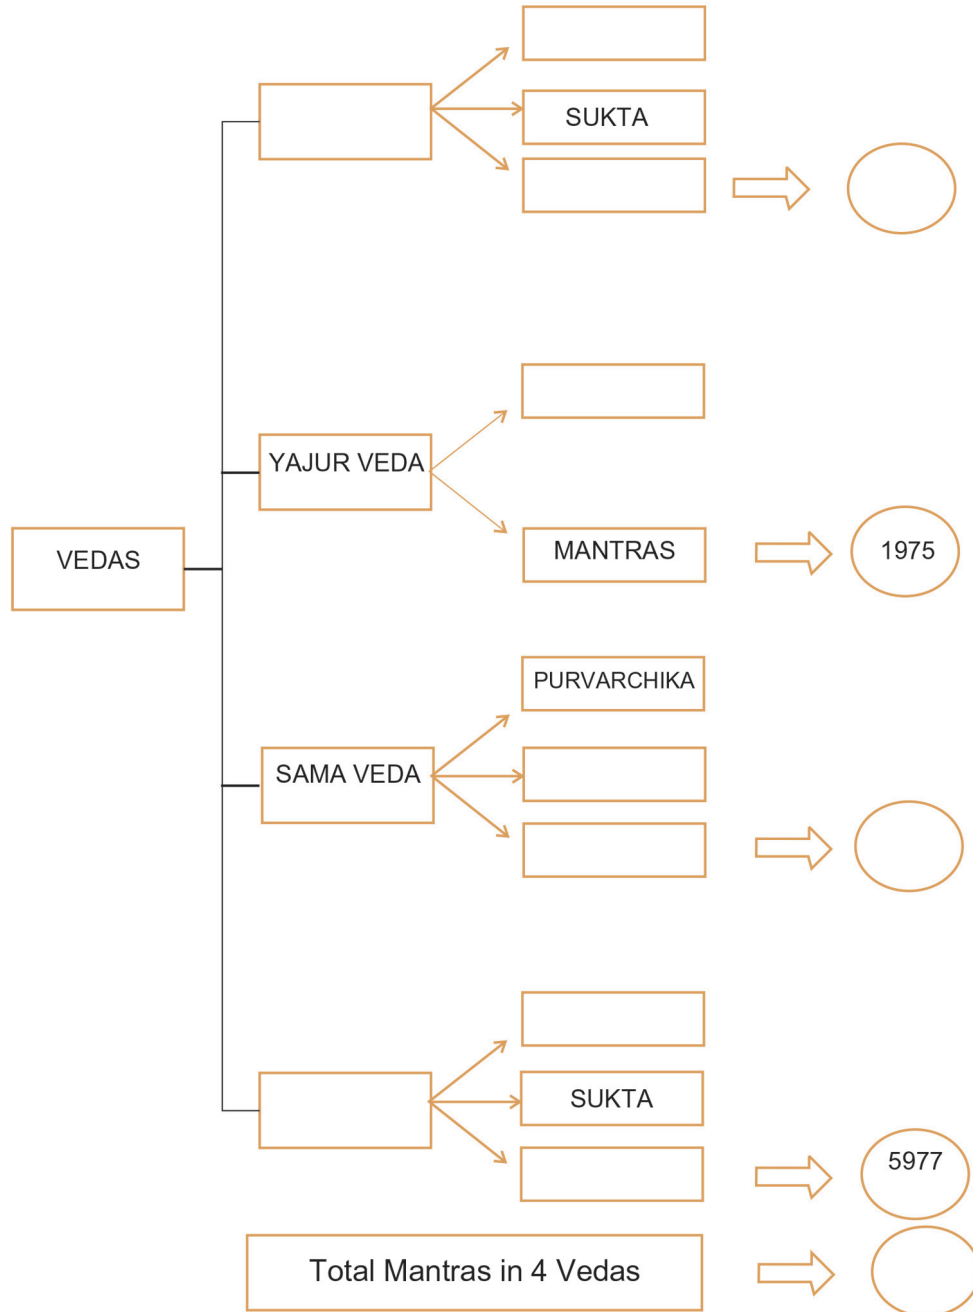 SUKTA
YAJUR VEDA
MANTRAS
1975
VEDAS
PURVARCHIKA
SAMA VEDA
SUKTA
5977
Total Mantras in 4 Vedas